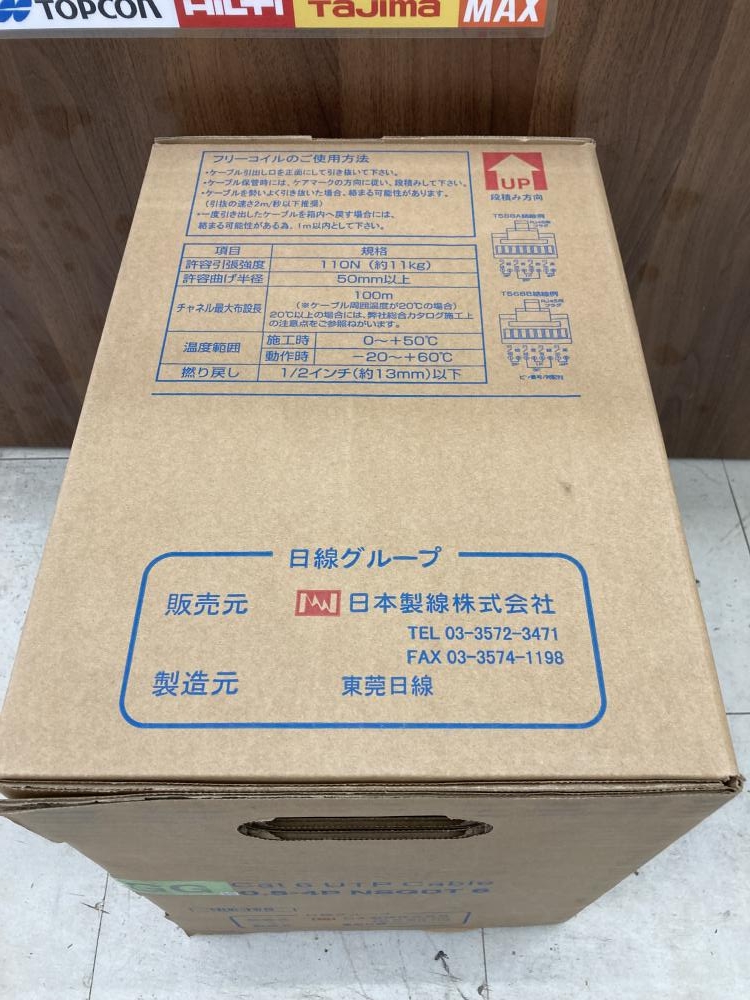 TOPCON HILTI TAJIMA MAX
フリーコイルのご使用方法
・ケーブル引出し口を正面にして引き抜いて下さい。
・ケーブル保管時には、ケアマークの方向に従い、段積みして下さい。
・ケーブルを勢いよく引き抜いた場合、絡まる可能性があります。
(引抜の速さ2m/秒以下推奨)
・一度引き出したケーブルを箱内へ戻す場合には、
絡まる可能性がある為、1m以内として下さい。
UP
段積み方向
T568A結線例
T568B結線例
項目 規格
許容引張強度 110N (約11kg)
許容曲げ半径 50mm以上
チャネル最大布設長 100m
(※ケーブル周囲温度が20℃の場合)
20℃以上の場合には、弊社総合カタログ施工上
の注意点をご参照ねがいます。
温度範囲 施工時 0～+50℃
動作時 −20～+60℃
撚り戻し 1/2インチ(約13mm)以下
日線グループ
販売元 日本製線株式会社
TEL 03-3572-3471
FAX 03-3574-1198
製造元 東莞日線
GG Cat 6 UTP Cable
0.5-4P NSGDT 6